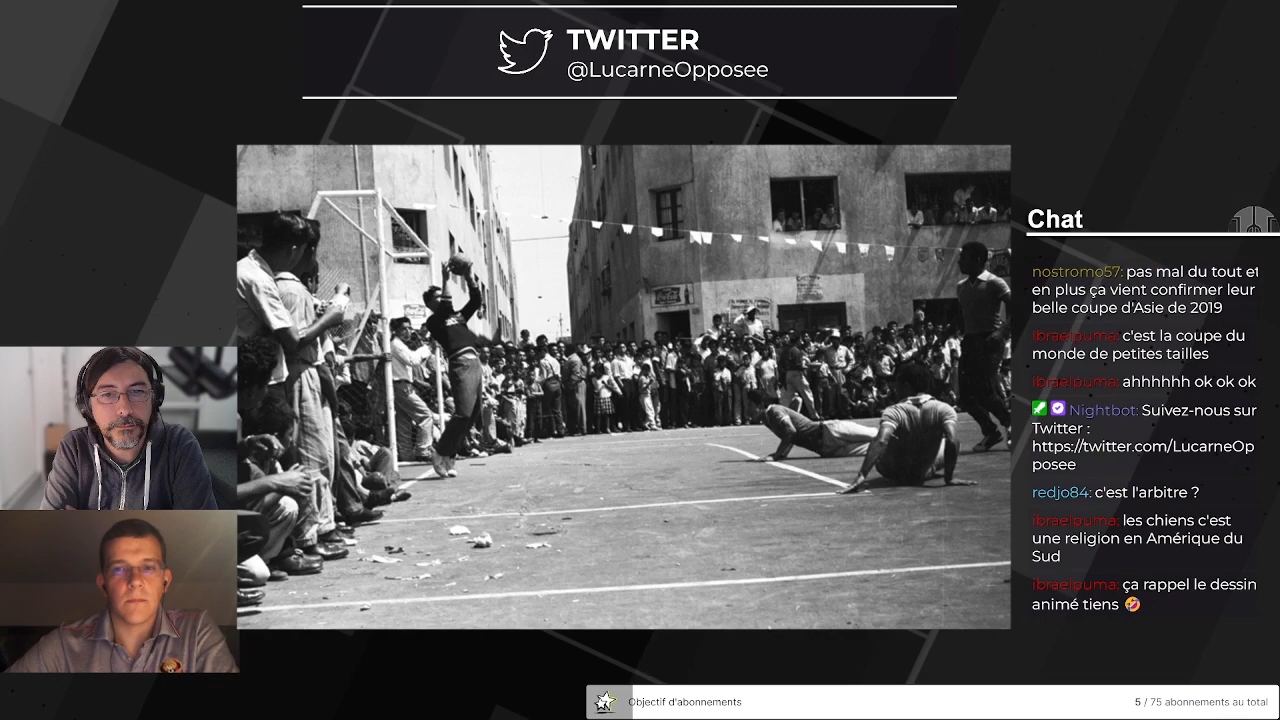 TWITTER
@LucarneOpposee
Chat
nostromo57: pas mal du tout et
en plus ça vient confirmer leur
belle coupe d'Asie de 2019
ibraelpuma: c'est la coupe du
monde de petites tailles
ibraelpuma: ahhhhhh ok ok ok
Nightbot: Suivez-nous sur
Twitter :
https://twitter.com/LucarneOp
posee
redjo84: c'est l'arbitre ?
ibraelpuma: les chiens c'est
une religion en Amérique du
Sud
ibraelpuma: ça rappel le dessin
animé tiens 🤣
Objectif d'abonnements
5 / 75 abonnements au total